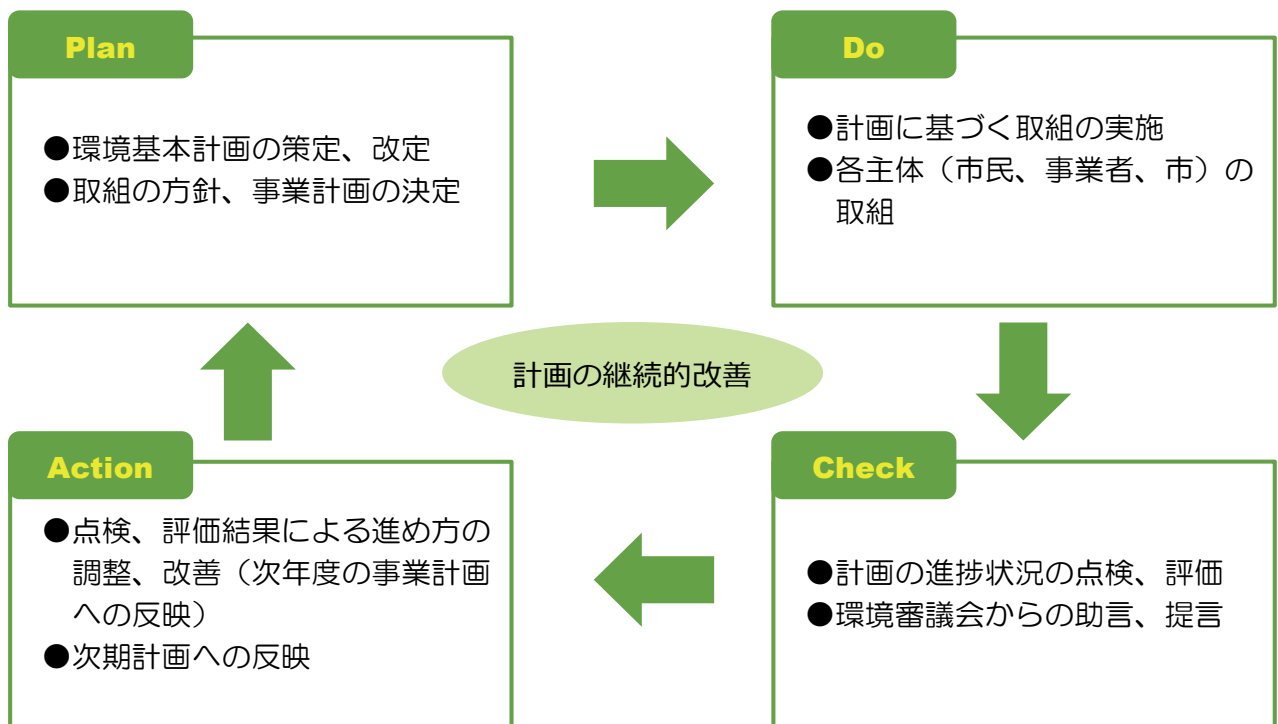 Plan
●環境基本計画の策定、改定
●取組の方針、事業計画の決定
Do
●計画に基づく取組の実施
●各主体（市民、事業者、市）の
取組
計画の継続的改善
Action
●点検、評価結果による進め方の
調整、改善（次年度の事業計画
への反映）
●次期計画への反映
Check
●計画の進捗状況の点検、評価
●環境審議会からの助言、提言